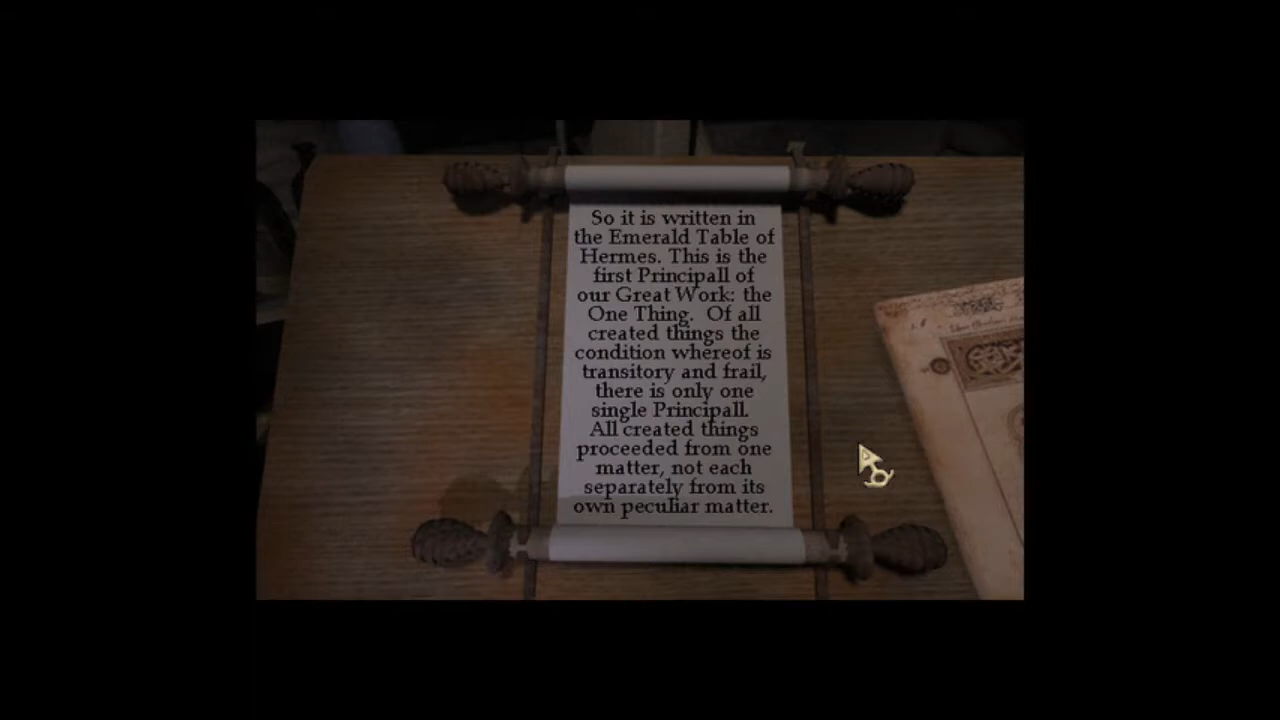 So it is written in
the Emerald Table of
Hermes. This is the
first Principall of
our Great Work: the
One Thing.  Of all
created things the
condition whereof is
transitory and frail,
there is only one
single Principall.
All created things
proceeded from one
matter, not each
separately from its
own peculiar matter.